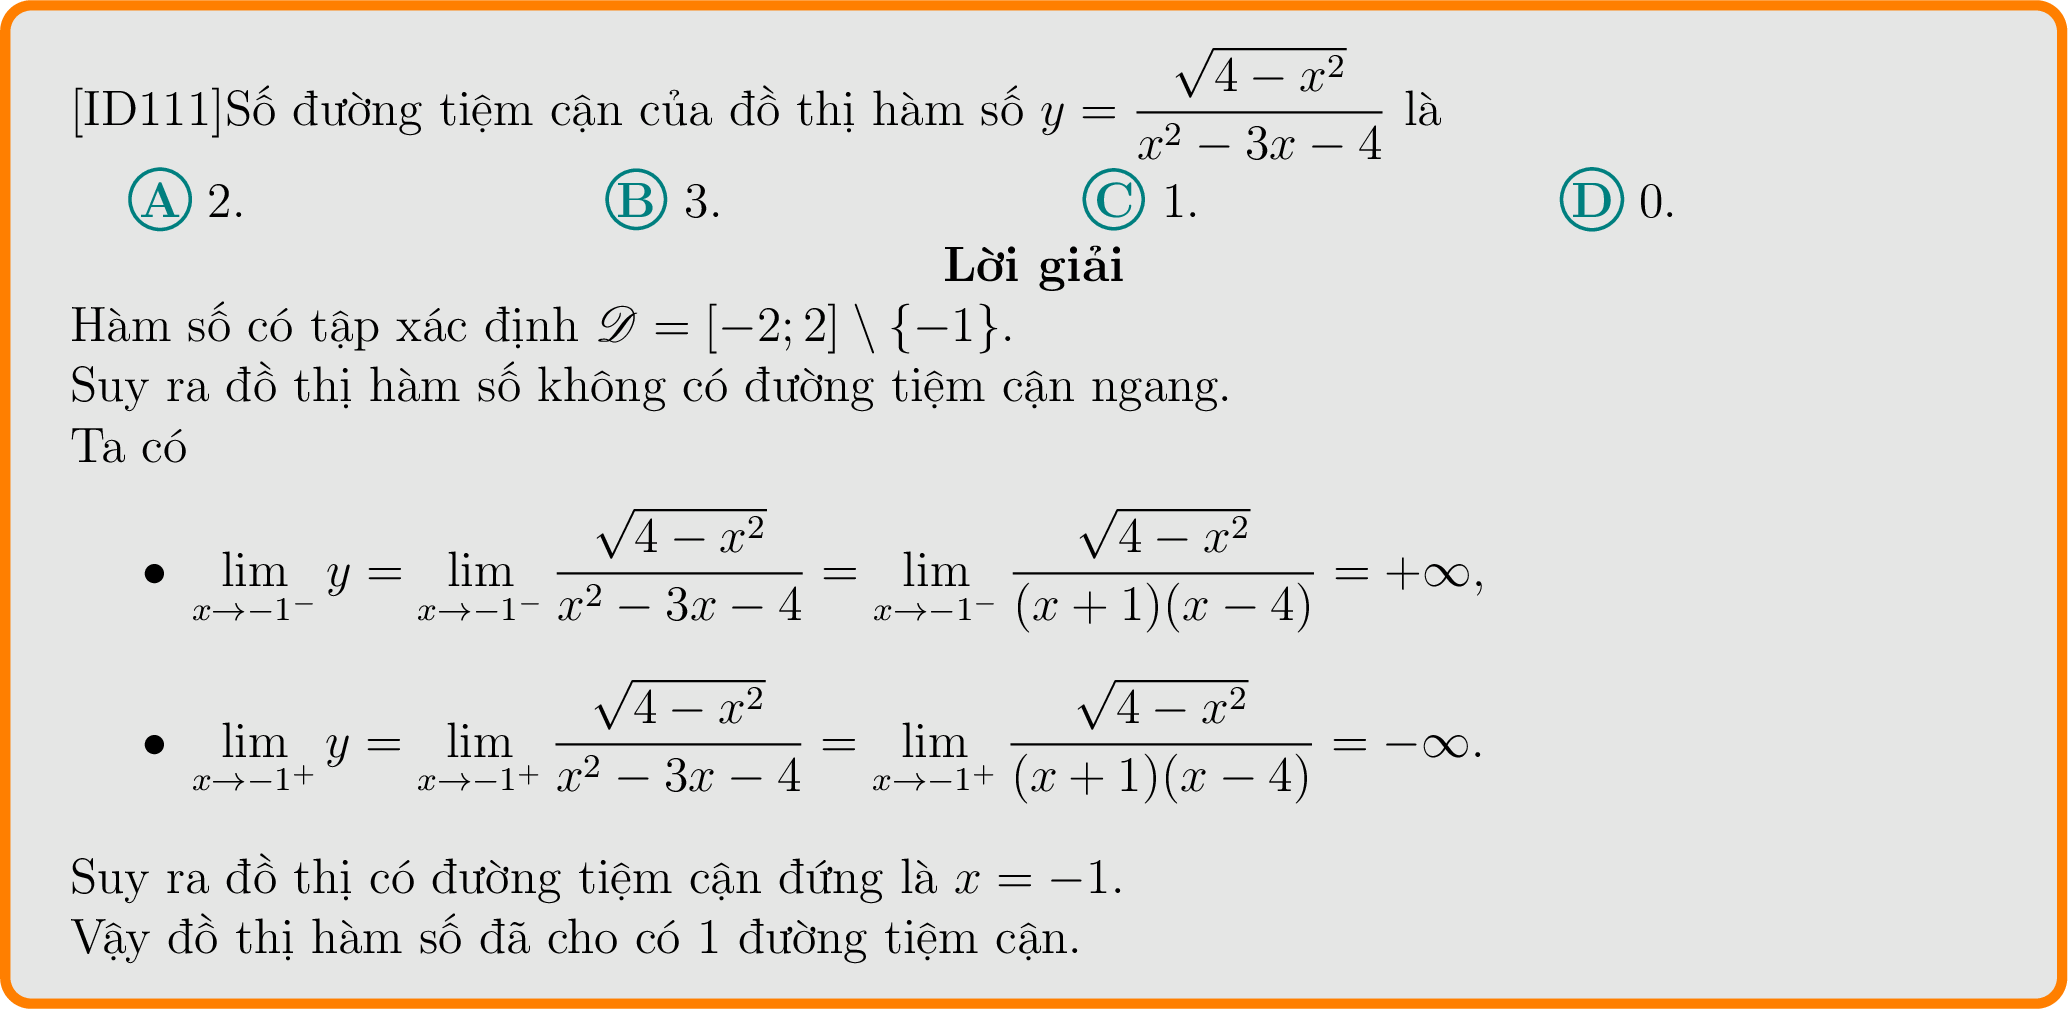 [ID111]Số đường tiệm cận của đồ thị hàm số $y = \dfrac{\sqrt{4 - x^2}}{x^2 - 3x - 4}$ là
Ⓐ 2. Ⓑ 3. Ⓒ 1. Ⓓ 0.
Lời giải
Hàm số có tập xác định $\mathscr{D} = [-2; 2] \setminus \{-1\}$.
Suy ra đồ thị hàm số không có đường tiệm cận ngang.
Ta có
• $\lim\limits_{x \to -1^-} y = \lim\limits_{x \to -1^-} \dfrac{\sqrt{4 - x^2}}{x^2 - 3x - 4} = \lim\limits_{x \to -1^-} \dfrac{\sqrt{4 - x^2}}{(x + 1)(x - 4)} = +\infty,$
• $\lim\limits_{x \to -1^+} y = \lim\limits_{x \to -1^+} \dfrac{\sqrt{4 - x^2}}{x^2 - 3x - 4} = \lim\limits_{x \to -1^+} \dfrac{\sqrt{4 - x^2}}{(x + 1)(x - 4)} = -\infty.$
Suy ra đồ thị có đường tiệm cận đứng là $x = -1$.
Vậy đồ thị hàm số đã cho có 1 đường tiệm cận.